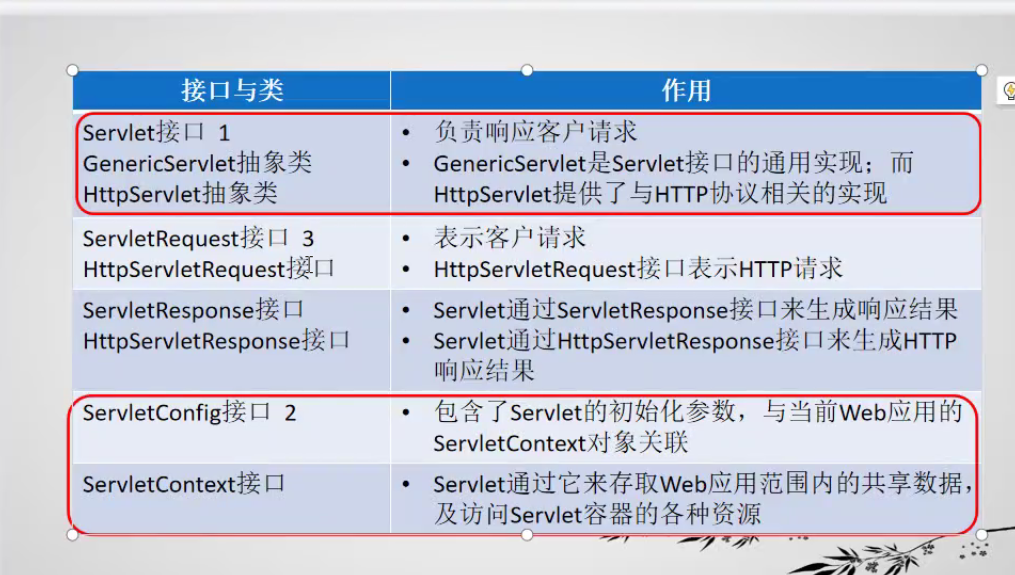 接口与类
作用
Servlet接口 1
GenericServlet抽象类
HttpServlet抽象类
• 负责响应客户请求
• GenericServlet是Servlet接口的通用实现；而
HttpServlet提供了与HTTP协议相关的实现
ServletRequest接口 3
HttpServletRequest接口
• 表示客户请求
• HttpServletRequest接口表示HTTP请求
ServletResponse接口
HttpServletResponse接口
• Servlet通过ServletResponse接口来生成响应结果
• Servlet通过HttpServletResponse接口来生成HTTP
响应结果
ServletConfig接口 2
• 包含了Servlet的初始化参数，与当前Web应用的
ServletContext对象关联
ServletContext接口
• Servlet通过它来存取Web应用范围内的共享数据，
及访问Servlet容器的各种资源